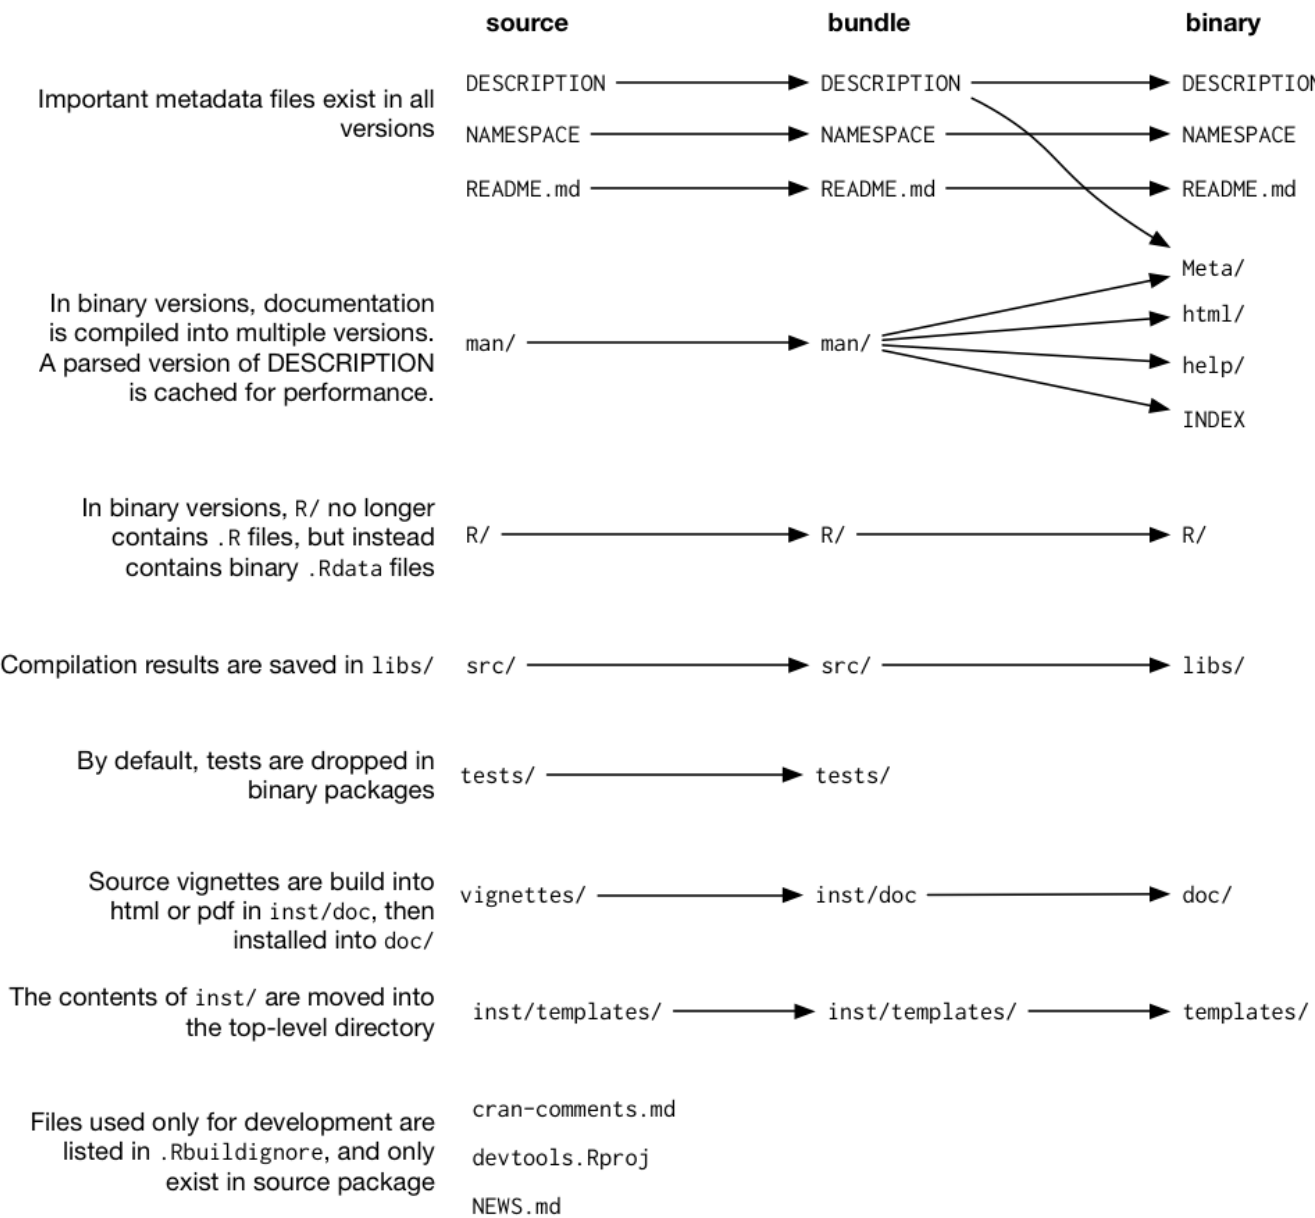 source bundle binary
Important metadata files exist in all
versions
DESCRIPTION DESCRIPTION DESCRIPTION
NAMESPACE NAMESPACE NAMESPACE
README.md README.md README.md
In binary versions, documentation
is compiled into multiple versions.
A parsed version of DESCRIPTION
is cached for performance.
man/ man/
Meta/
html/
help/
INDEX
In binary versions, R/ no longer
contains .R files, but instead
contains binary .Rdata files
R/ R/ R/
Compilation results are saved in libs/
src/ src/ libs/
By default, tests are dropped in
binary packages
tests/ tests/
Source vignettes are build into
html or pdf in inst/doc, then
installed into doc/
vignettes/ inst/doc doc/
The contents of inst/ are moved into
the top-level directory
inst/templates/ inst/templates/ templates/
Files used only for development are
listed in .Rbuildignore, and only
exist in source package
cran-comments.md
devtools.Rproj
NEWS.md